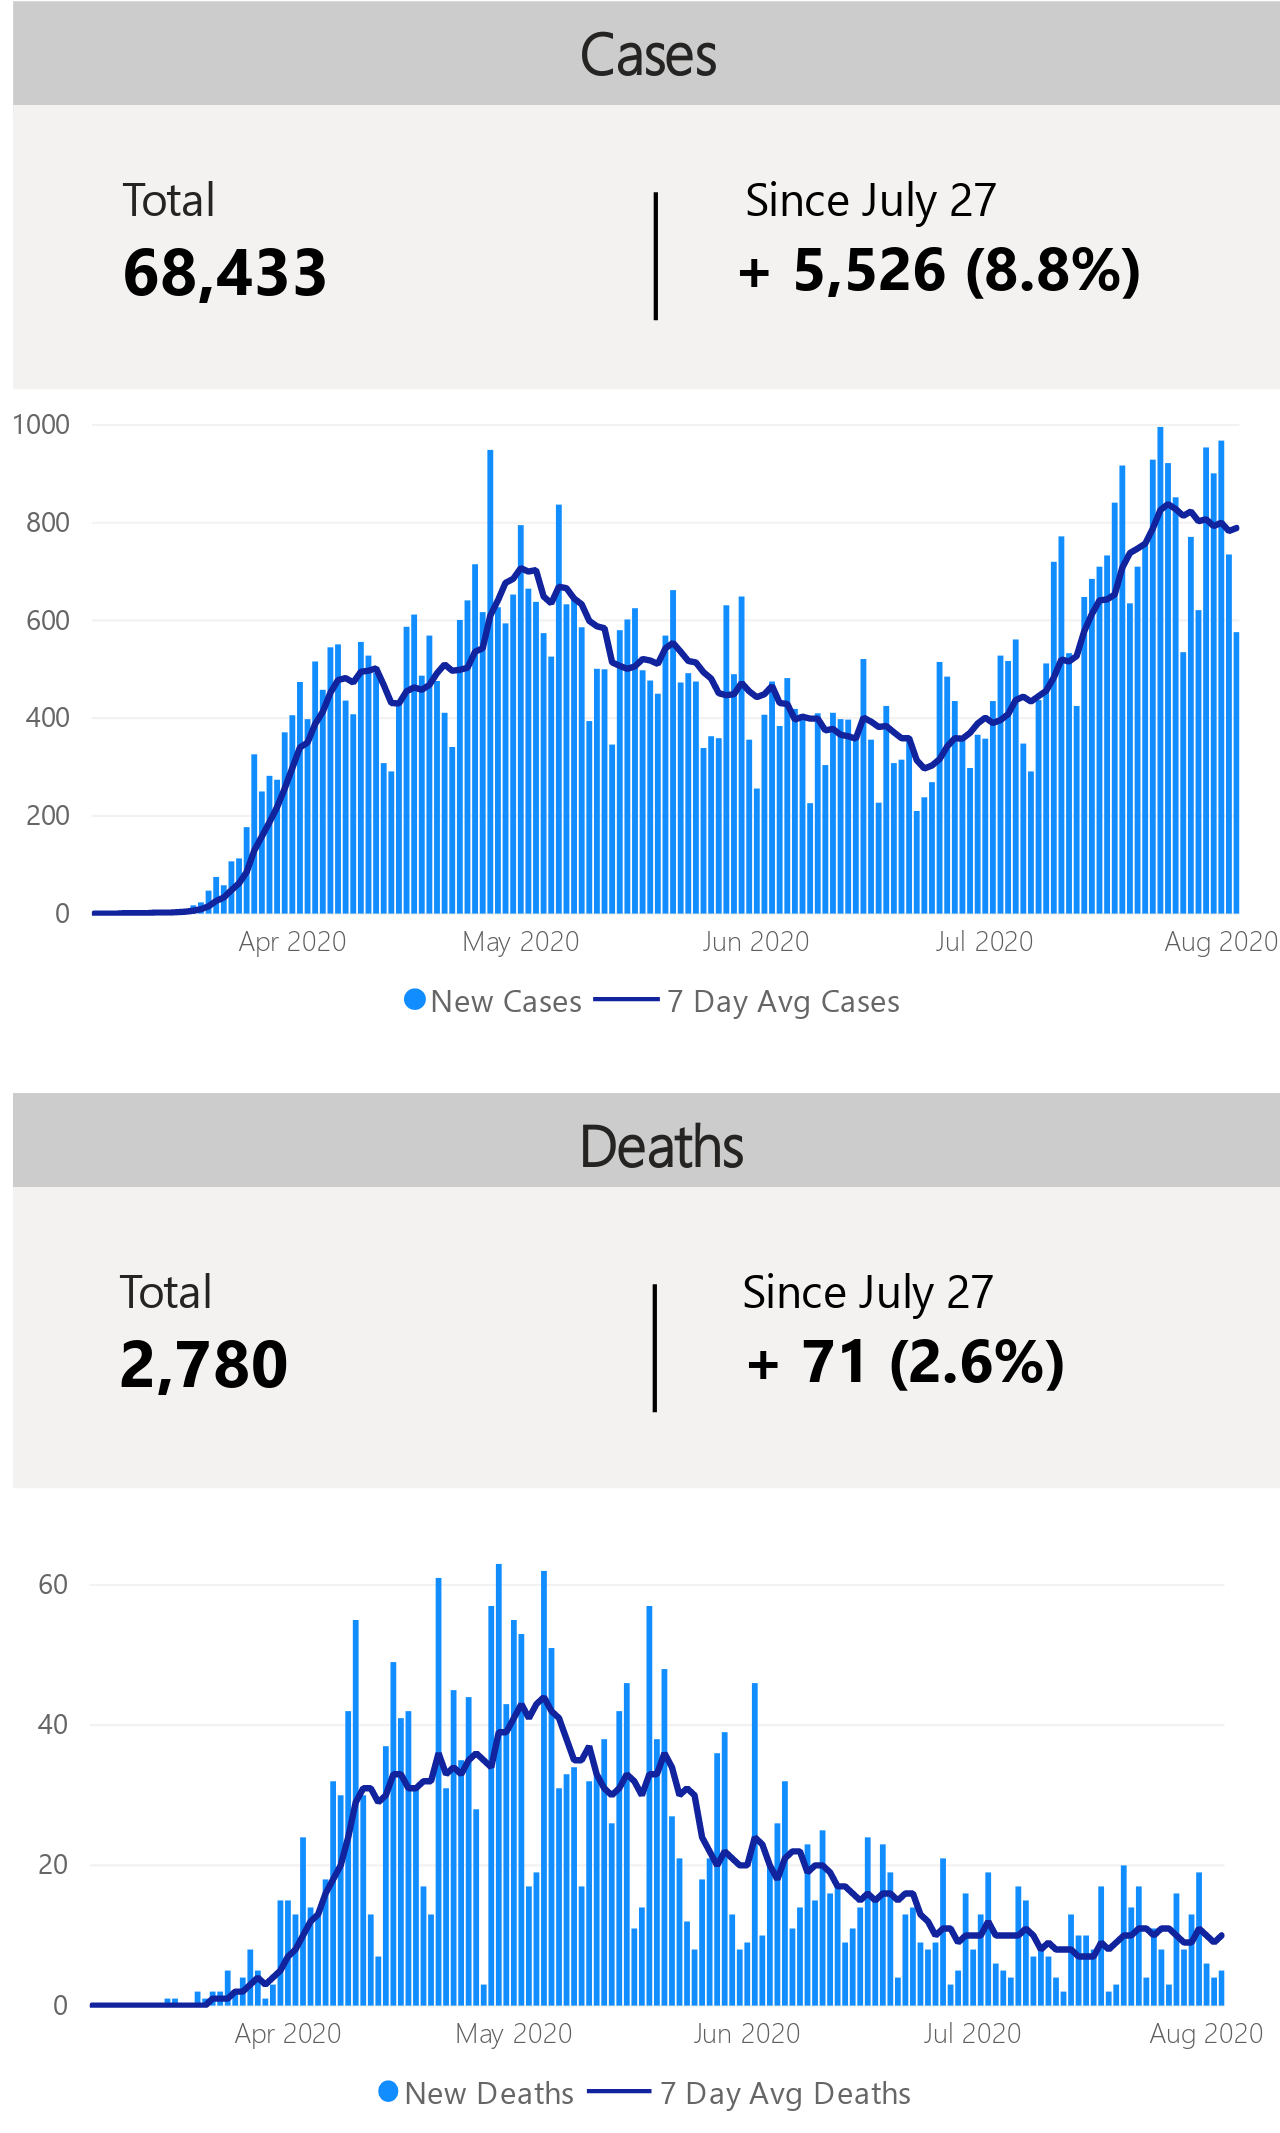 Cases
Total
Since July 27
68,433
+ 5,526 (8.8%)
1000
800
600
400
200
0
Apr 2020
May 2020
Jun 2020
Jul 2020
Aug 2020
New Cases
7 Day Avg Cases
Deaths
Total
Since July 27
2,780
+ 71 (2.6%)
60
40
20
0
Apr 2020
May 2020
Jun 2020
Jul 2020
Aug 2020
New Deaths
7 Day Avg Deaths